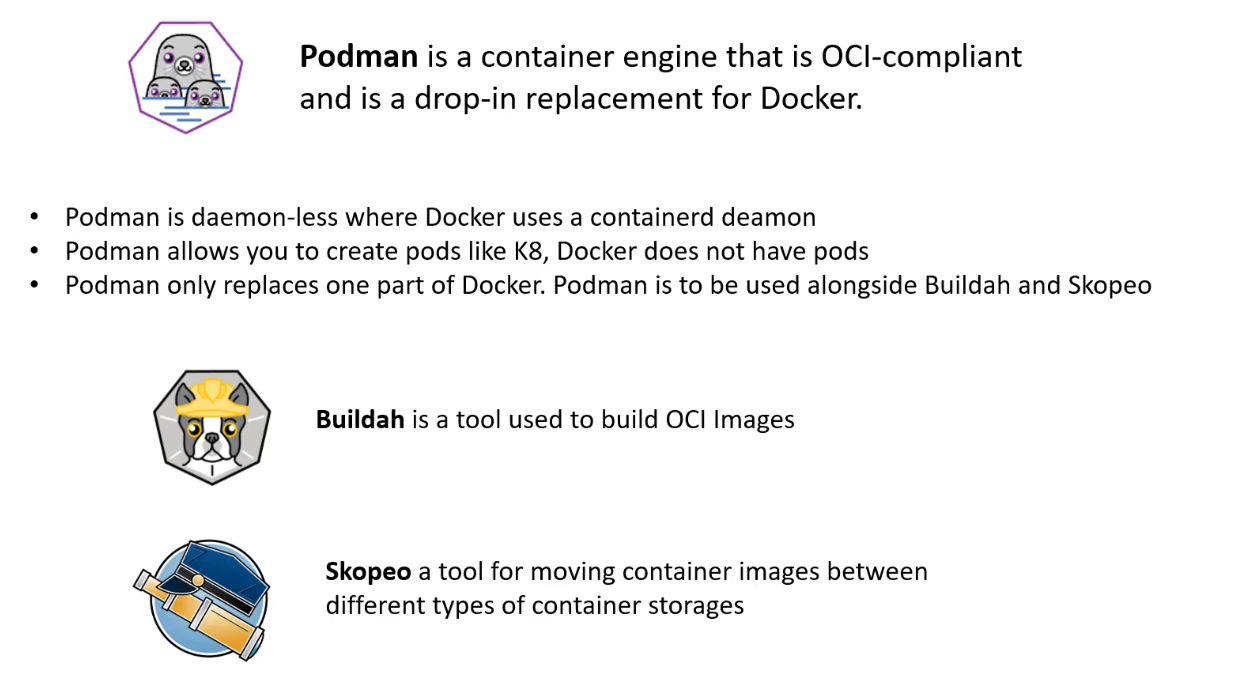 Podman is a container engine that is OCI-compliant
and is a drop-in replacement for Docker.
• Podman is daemon-less where Docker uses a containerd deamon
• Podman allows you to create pods like K8, Docker does not have pods
• Podman only replaces one part of Docker. Podman is to be used alongside Buildah and Skopeo
Buildah is a tool used to build OCI Images
Skopeo a tool for moving container images between
different types of container storages